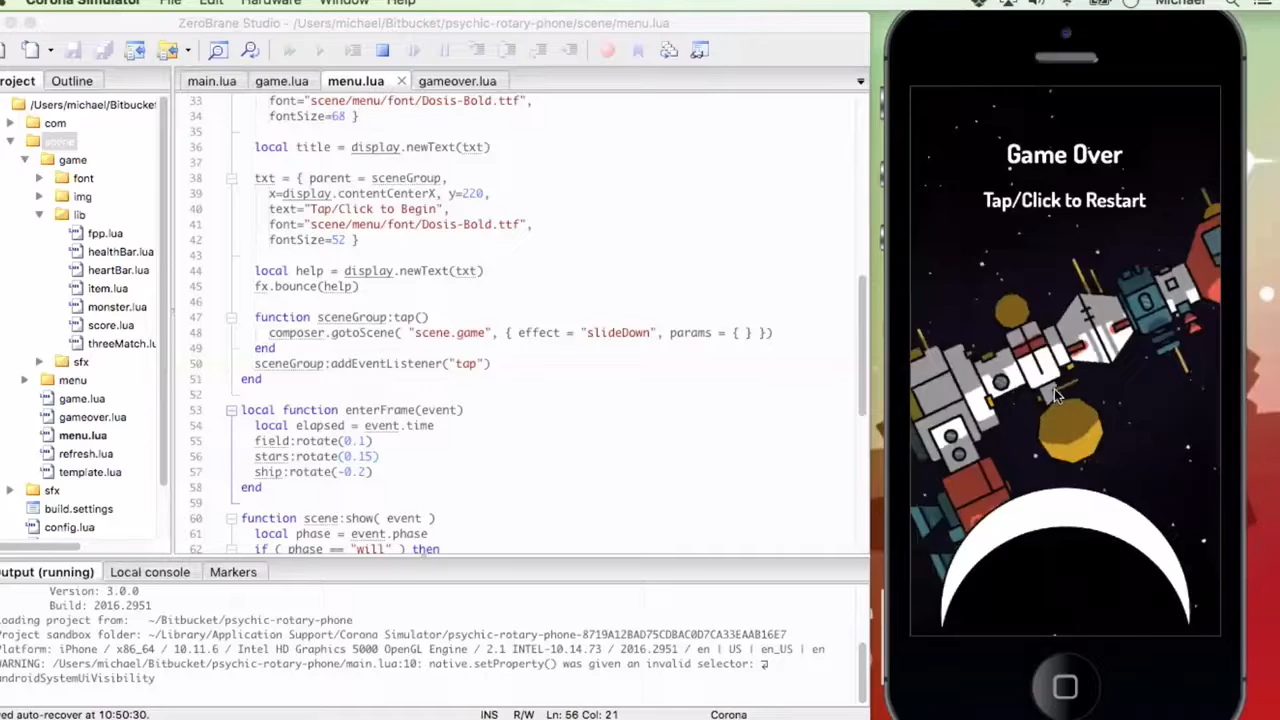 Corona Simulator File Edit Hardware Window Help Michael
ZeroBrane Studio - /Users/michael/Bitbucket/psychic-rotary-phone/scene/menu.lua
Project Outline
main.lua game.lua menu.lua gameover.lua
/Users/michael/Bitbucket
com
scene
game
font
img
lib
fpp.lua
healthBar.lua
heartBar.lua
item.lua
monster.lua
score.lua
threeMatch.lu
sfx
menu
game.lua
gameover.lua
menu.lua
refresh.lua
template.lua
sfx
build.settings
config.lua
33 font="scene/menu/font/Dosis-Bold.ttf",
34 fontSize=68 }
35
36 local title = display.newText(txt)
37
38 txt = { parent = sceneGroup,
39 x=display.contentCenterX, y=220,
40 text="Tap/Click to Begin",
41 font="scene/menu/font/Dosis-Bold.ttf",
42 fontSize=52 }
43
44 local help = display.newText(txt)
45 fx.bounce(help)
46
47 function sceneGroup:tap()
48 composer.gotoScene( "scene.game", { effect = "slideDown", params = { } })
49 end
50 sceneGroup:addEventListener("tap")
51 end
52
53 local function enterFrame(event)
54 local elapsed = event.time
55 field:rotate(0.1)
56 stars:rotate(0.15)
57 ship:rotate(-0.2)
58 end
59
60 function scene:show( event )
61 local phase = event.phase
62 if ( phase == "will" ) then
Output (running) Local console Markers
Version: 3.0.0
Build: 2016.2951
Loading project from: ~/Bitbucket/psychic-rotary-phone
Project sandbox folder: ~/Library/Application Support/Corona Simulator/psychic-rotary-phone-8719A12BAD75CDBAC0D7CA33EAAB16E7
Platform: iPhone / x86_64 / 10.11.6 / Intel HD Graphics 5000 OpenGL Engine / 2.1 INTEL-10.14.73 / 2016.2951 / en | US | en_US | en
WARNING: /Users/michael/Bitbucket/psychic-rotary-phone/main.lua:10: native.setProperty() was given an invalid selector:
androidSystemUiVisibility
ved auto-recover at 10:50:30. INS R/W Ln: 56 Col: 21 Corona
Game Over
Tap/Click to Restart